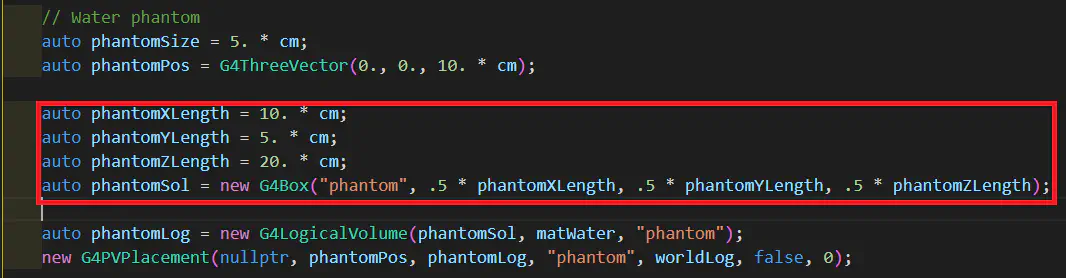 // Water phantom
auto phantomSize = 5. * cm;
auto phantomPos = G4ThreeVector(0., 0., 10. * cm);
auto phantomXLength = 10. * cm;
auto phantomYLength = 5. * cm;
auto phantomZLength = 20. * cm;
auto phantomSol = new G4Box("phantom", .5 * phantomXLength, .5 * phantomYLength, .5 * phantomZLength);
auto phantomLog = new G4LogicalVolume(phantomSol, matWater, "phantom");
new G4PVPlacement(nullptr, phantomPos, phantomLog, "phantom", worldLog, false, 0);